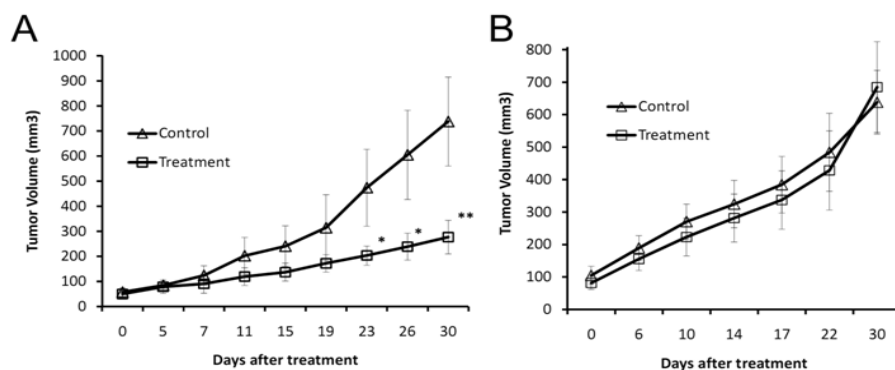 A
B
Tumor Volume (mm3)
1000
900
800
700
600
500
400
300
200
100
0
Control
Treatment
*
*
**
0 5 7 11 15 19 23 26 30
Days after treatment
Tumor Volume (mm3)
800
700
600
500
400
300
200
100
0
Control
Treatment
0 6 10 14 17 22 30
Days after treatment